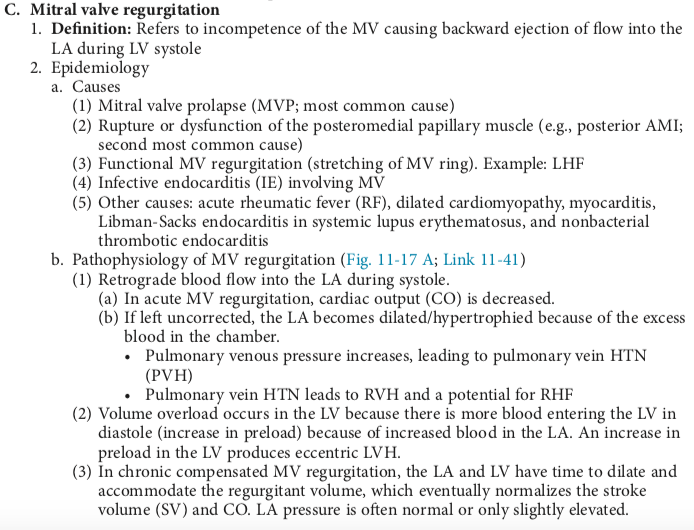 C. Mitral valve regurgitation
1. Definition: Refers to incompetence of the MV causing backward ejection of flow into the
LA during LV systole
2. Epidemiology
a. Causes
(1) Mitral valve prolapse (MVP; most common cause)
(2) Rupture or dysfunction of the posteromedial papillary muscle (e.g., posterior AMI;
second most common cause)
(3) Functional MV regurgitation (stretching of MV ring). Example: LHF
(4) Infective endocarditis (IE) involving MV
(5) Other causes: acute rheumatic fever (RF), dilated cardiomyopathy, myocarditis,
Libman-Sacks endocarditis in systemic lupus erythematosus, and nonbacterial
thrombotic endocarditis
b. Pathophysiology of MV regurgitation (Fig. 11-17 A; Link 11-41)
(1) Retrograde blood flow into the LA during systole.
(a) In acute MV regurgitation, cardiac output (CO) is decreased.
(b) If left uncorrected, the LA becomes dilated/hypertrophied because of the excess
blood in the chamber.
• Pulmonary venous pressure increases, leading to pulmonary vein HTN
(PVH)
• Pulmonary vein HTN leads to RVH and a potential for RHF
(2) Volume overload occurs in the LV because there is more blood entering the LV in
diastole (increase in preload) because of increased blood in the LA. An increase in
preload in the LV produces eccentric LVH.
(3) In chronic compensated MV regurgitation, the LA and LV have time to dilate and
accommodate the regurgitant volume, which eventually normalizes the stroke
volume (SV) and CO. LA pressure is often normal or only slightly elevated.